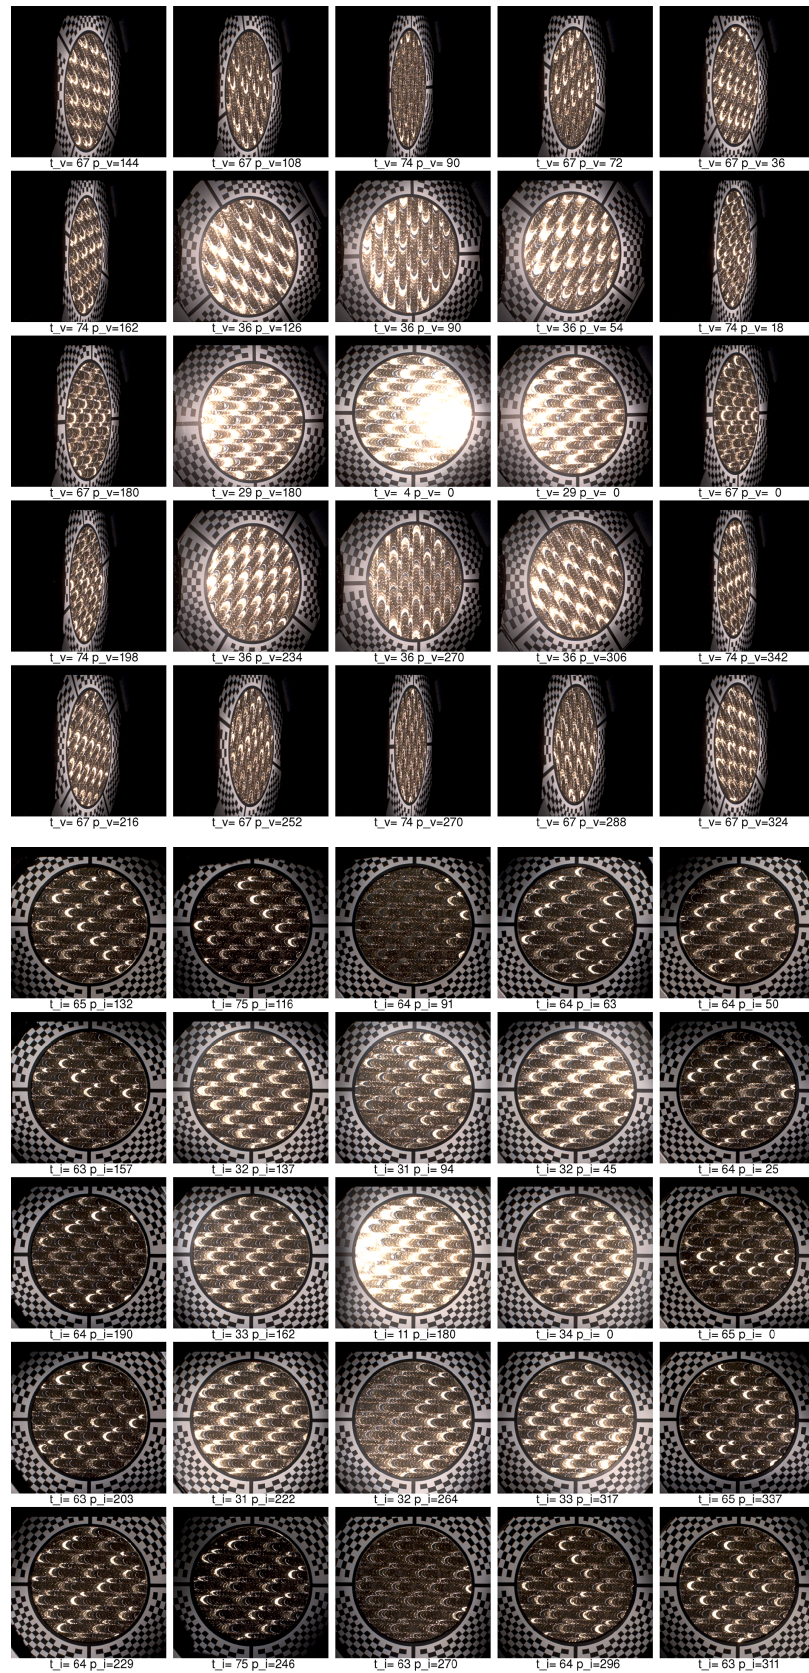 t_v= 67 p_v=144 t_v= 67 p_v=108 t_v= 74 p_v= 90 t_v= 67 p_v= 72 t_v= 67 p_v= 36
t_v= 74 p_v=162 t_v= 36 p_v=126 t_v= 36 p_v= 90 t_v= 36 p_v= 54 t_v= 74 p_v= 18
t_v= 67 p_v=180 t_v= 29 p_v=180 t_v= 4 p_v= 0 t_v= 29 p_v= 0 t_v= 67 p_v= 0
t_v= 74 p_v=198 t_v= 36 p_v=234 t_v= 36 p_v=270 t_v= 36 p_v=306 t_v= 74 p_v=342
t_v= 67 p_v=216 t_v= 67 p_v=252 t_v= 74 p_v=270 t_v= 67 p_v=288 t_v= 67 p_v=324
t_i= 65 p_i=132 t_i= 75 p_i=116 t_i= 64 p_i= 91 t_i= 64 p_i= 63 t_i= 64 p_i= 50
t_i= 63 p_i=157 t_i= 32 p_i=137 t_i= 31 p_i= 94 t_i= 32 p_i= 45 t_i= 64 p_i= 25
t_i= 64 p_i=190 t_i= 33 p_i=162 t_i= 11 p_i=180 t_i= 34 p_i= 0 t_i= 65 p_i= 0
t_i= 63 p_i=203 t_i= 31 p_i=222 t_i= 32 p_i=264 t_i= 33 p_i=317 t_i= 65 p_i=337
t_i= 64 p_i=229 t_i= 75 p_i=246 t_i= 63 p_i=270 t_i= 64 p_i=296 t_i= 63 p_i=311